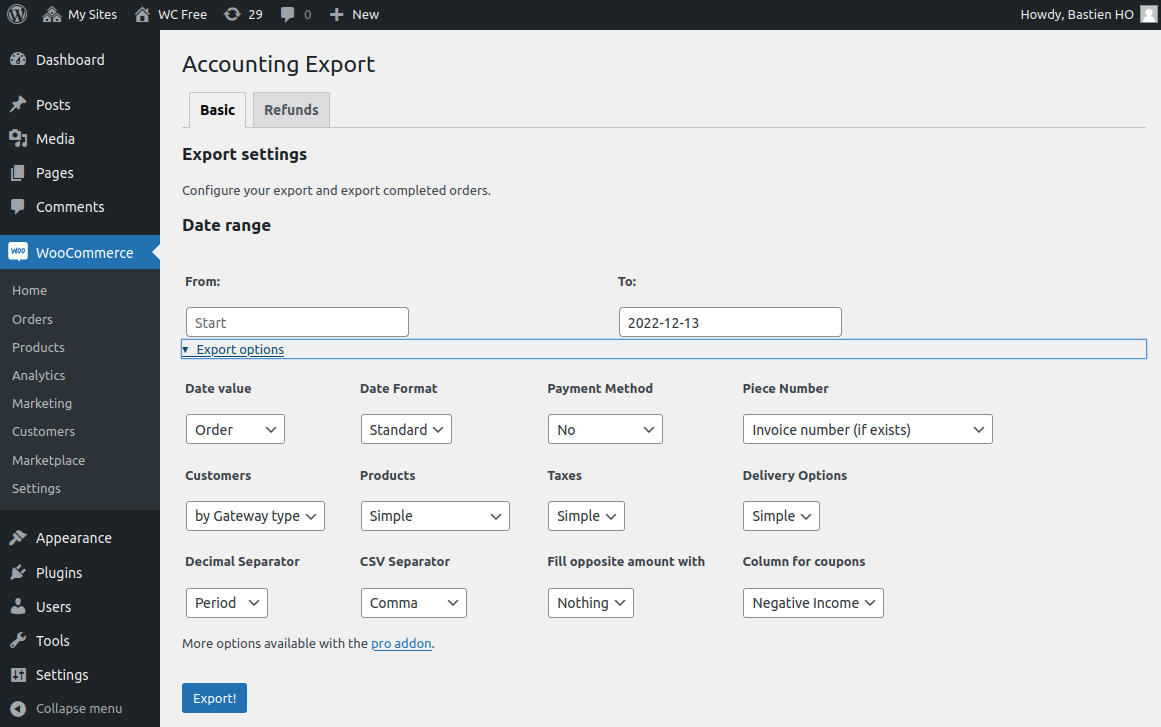 My Sites WC Free 29 0 New Howdy, Bastien HO
Dashboard
Posts
Media
Pages
Comments
Woo WooCommerce
Home
Orders
Products
Analytics
Marketing
Customers
Marketplace
Settings
Appearance
Plugins
Users
Tools
Settings
Collapse menu
Accounting Export
Basic Refunds
Export settings
Configure your export and export completed orders.
Date range
From: To:
Start 2022-12-13
▾ Export options
Date value Date Format Payment Method Piece Number
Order Standard No Invoice number (if exists)
Customers Products Taxes Delivery Options
by Gateway type Simple Simple Simple
Decimal Separator CSV Separator Fill opposite amount with Column for coupons
Period Comma Nothing Negative Income
More options available with the pro addon.
Export!